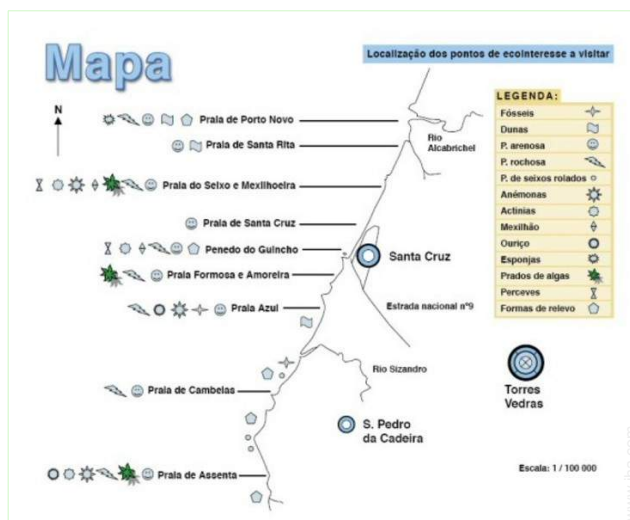 Mapa
Localização dos pontos de ecointeresse a visitar
N
LEGENDA:
Fósseis
Dunas
P. arenosa
P. rochosa
P. de seixos rolados
Anémonas
Actínias
Mexilhão
Ouriço
Esponjas
Prados de algas
Perceves
Formas de relevo
Praia de Porto Novo
Rio
Alcabrichel
Praia de Santa Rita
Praia do Seixo e Mexilhoeira
Praia de Santa Cruz
Penedo do Guincho
Santa Cruz
Praia Formosa e Amoreira
Praia Azul
Estrada nacional nº9
Rio Sizandro
Torres
Vedras
Praia de Cambelas
S. Pedro
da Cadeira
Praia de Assenta
Escala: 1 / 100 000